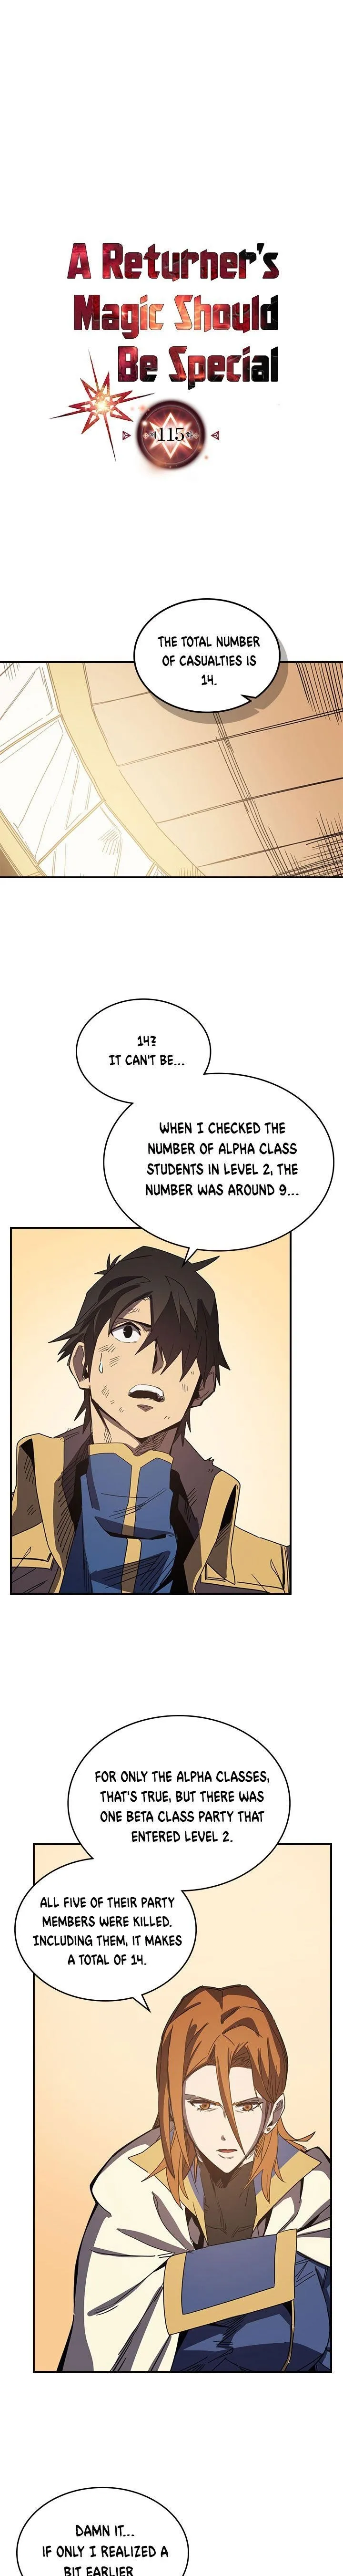 A Returner's
Magic Should
Be Special
115
THE TOTAL NUMBER
OF CASUALTIES IS
14.
14?
IT CAN'T BE...
WHEN I CHECKED THE
NUMBER OF ALPHA CLASS
STUDENTS IN LEVEL 2, THE
NUMBER WAS AROUND 9...
FOR ONLY THE ALPHA CLASSES,
THAT'S TRUE, BUT THERE WAS
ONE BETA CLASS PARTY THAT
ENTERED LEVEL 2.
ALL FIVE OF THEIR PARTY
MEMBERS WERE KILLED.
INCLUDING THEM, IT MAKES
A TOTAL OF 14.
DAMN IT...
IF ONLY I REALIZED A
BIT EARLIER